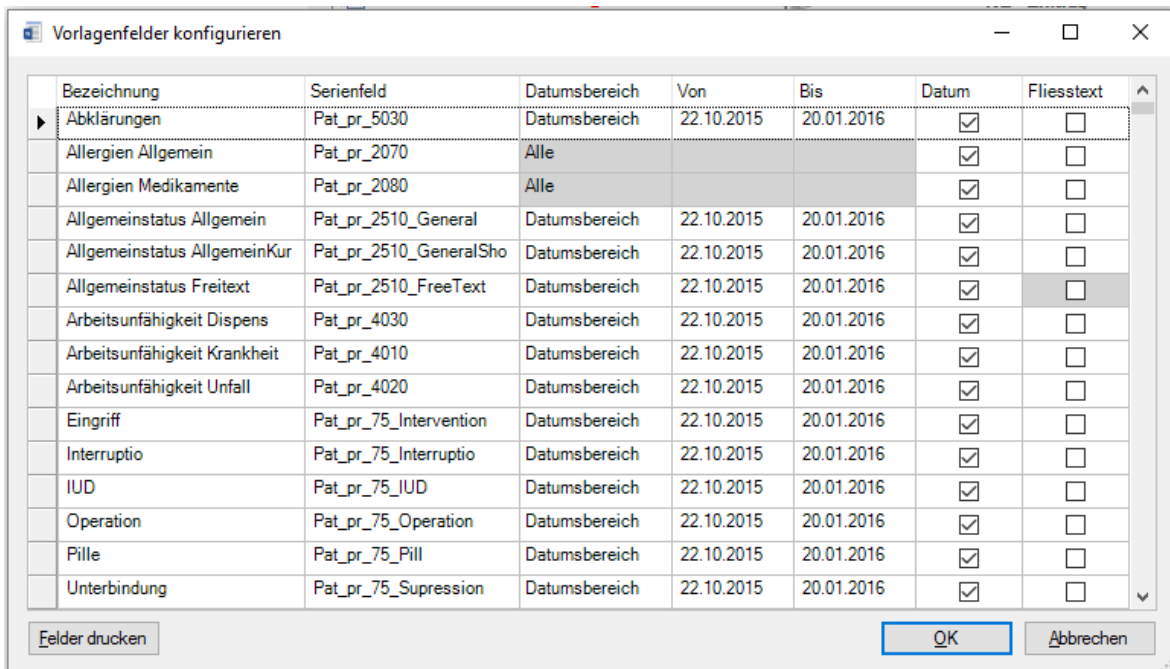 Vorlagenfelder konfigurieren
Bezeichnung Serienfeld Datumsbereich Von Bis Datum Fliesstext
Abklärungen Pat_pr_5030 Datumsbereich 22.10.2015 20.01.2016
Allergien Allgemein Pat_pr_2070 Alle
Allergien Medikamente Pat_pr_2080 Alle
Allgemeinstatus Allgemein Pat_pr_2510_General Datumsbereich 22.10.2015 20.01.2016
Allgemeinstatus AllgemeinKur Pat_pr_2510_GeneralSho Datumsbereich 22.10.2015 20.01.2016
Allgemeinstatus Freitext Pat_pr_2510_FreeText Datumsbereich 22.10.2015 20.01.2016
Arbeitsunfähigkeit Dispens Pat_pr_4030 Datumsbereich 22.10.2015 20.01.2016
Arbeitsunfähigkeit Krankheit Pat_pr_4010 Datumsbereich 22.10.2015 20.01.2016
Arbeitsunfähigkeit Unfall Pat_pr_4020 Datumsbereich 22.10.2015 20.01.2016
Eingriff Pat_pr_75_Intervention Datumsbereich 22.10.2015 20.01.2016
Interruptio Pat_pr_75_Interruptio Datumsbereich 22.10.2015 20.01.2016
IUD Pat_pr_75_IUD Datumsbereich 22.10.2015 20.01.2016
Operation Pat_pr_75_Operation Datumsbereich 22.10.2015 20.01.2016
Pille Pat_pr_75_Pill Datumsbereich 22.10.2015 20.01.2016
Unterbindung Pat_pr_75_Supression Datumsbereich 22.10.2015 20.01.2016
Felder drucken OK Abbrechen